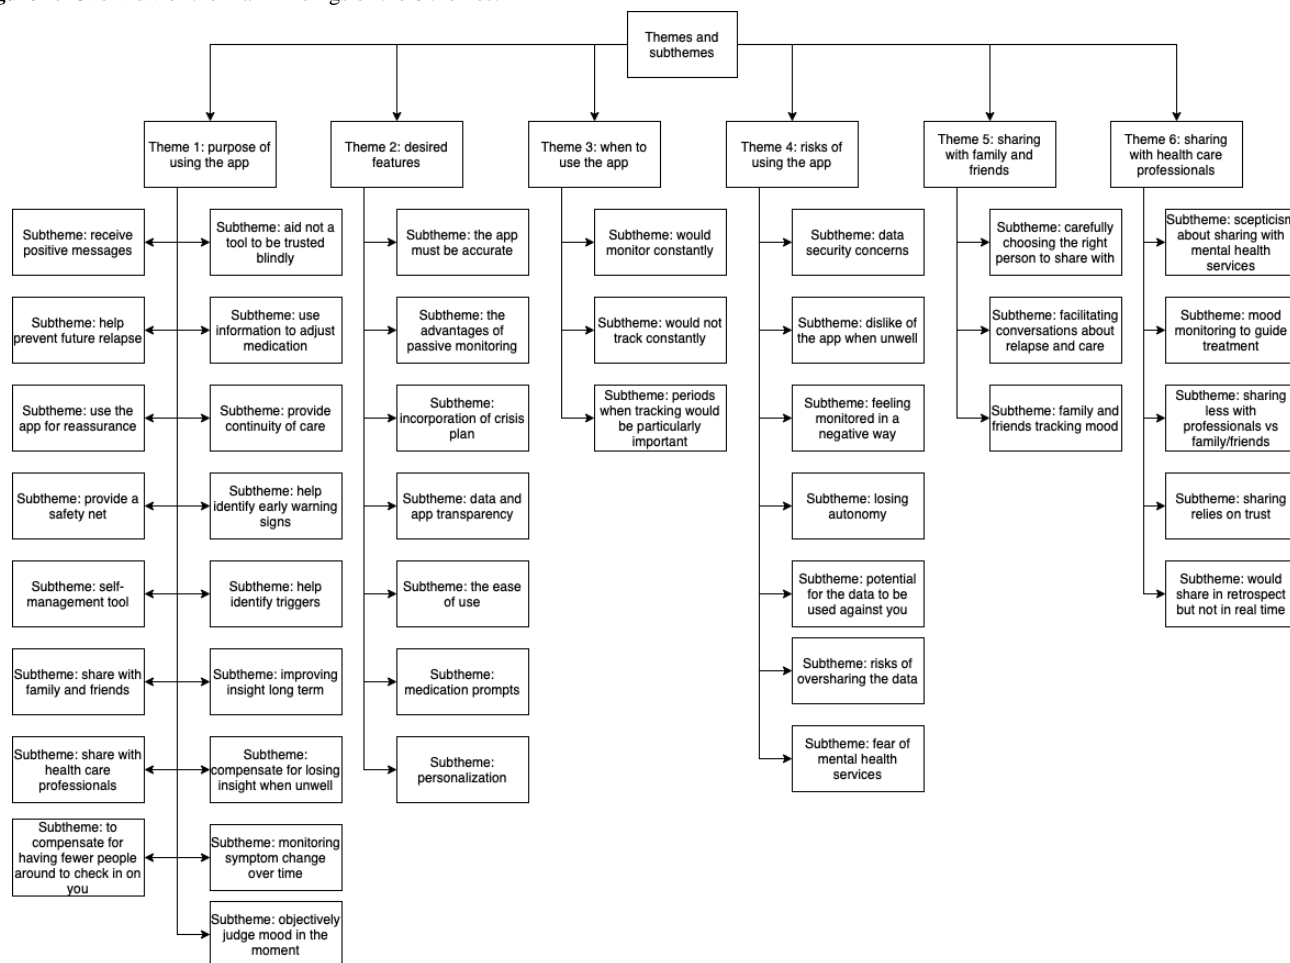 Themes and
subthemes
Theme 1: purpose of
using the app
Theme 2: desired
features
Theme 3: when to
use the app
Theme 4: risks of
using the app
Theme 5: sharing
with family and
friends
Theme 6: sharing
with health care
professionals
Subtheme: receive
positive messages
Subtheme: help
prevent future relapse
Subtheme: use the
app for reassurance
Subtheme: provide a
safety net
Subtheme: self-
management tool
Subtheme: share with
family and friends
Subtheme: share with
health care
professionals
Subtheme: to
compensate for
having fewer people
around to check in on
you
Subtheme: aid not a
tool to be trusted
blindly
Subtheme: use
information to adjust
medication
Subtheme: provide
continuity of care
Subtheme: help
identify early warning
signs
Subtheme: help
identify triggers
Subtheme: improving
insight long term
Subtheme:
compensate for losing
insight when unwell
Subtheme: monitoring
symptom change
over time
Subtheme: objectively
judge mood in the
moment
Subtheme: the app
must be accurate
Subtheme: the
advantages of
passive monitoring
Subtheme:
incorporation of crisis
plan
Subtheme: data and
app transparency
Subtheme: the ease
of use
Subtheme:
medication prompts
Subtheme:
personalization
Subtheme: would
monitor constantly
Subtheme: would not
track constantly
Subtheme: periods
when tracking would
be particularly
important
Subtheme: data
security concerns
Subtheme: dislike of
the app when unwell
Subtheme: feeling
monitored in a
negative way
Subtheme: losing
autonomy
Subtheme: potential
for the data to be
used against you
Subtheme: risks of
oversharing the data
Subtheme: fear of
mental health
services
Subtheme: carefully
choosing the right
person to share with
Subtheme: facilitating
conversations about
relapse and care
Subtheme: family and
friends tracking mood
Subtheme: scepticism
about sharing with
mental health
services
Subtheme: mood
monitoring to guide
treatment
Subtheme: sharing
less with
professionals vs
family/friends
Subtheme: sharing
relies on trust
Subtheme: would
share in retrospect
but not in real time